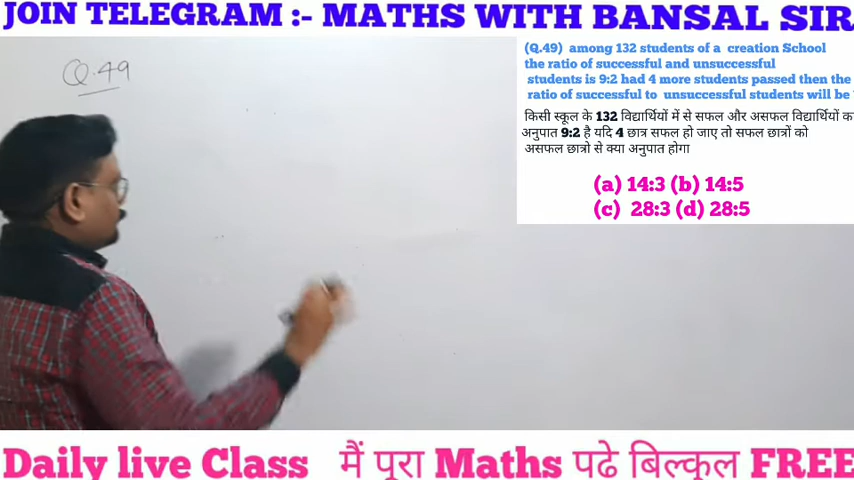 JOIN TELEGRAM :- MATHS WITH BANSAL SIR
Q.49
(Q.49) among 132 students of a creation School
the ratio of successful and unsuccessful
students is 9:2 had 4 more students passed then the
ratio of successful to unsuccessful students will be
किसी स्कूल के 132 विद्यार्थियों में से सफल और असफल विद्यार्थियों का
अनुपात 9:2 है यदि 4 छात्र सफल हो जाए तो सफल छात्रों को
असफल छात्रो से क्या अनुपात होगा
(a) 14:3 (b) 14:5
(c) 28:3 (d) 28:5
Daily live Class मैं पूरा Maths पढे बिल्कुल FREE